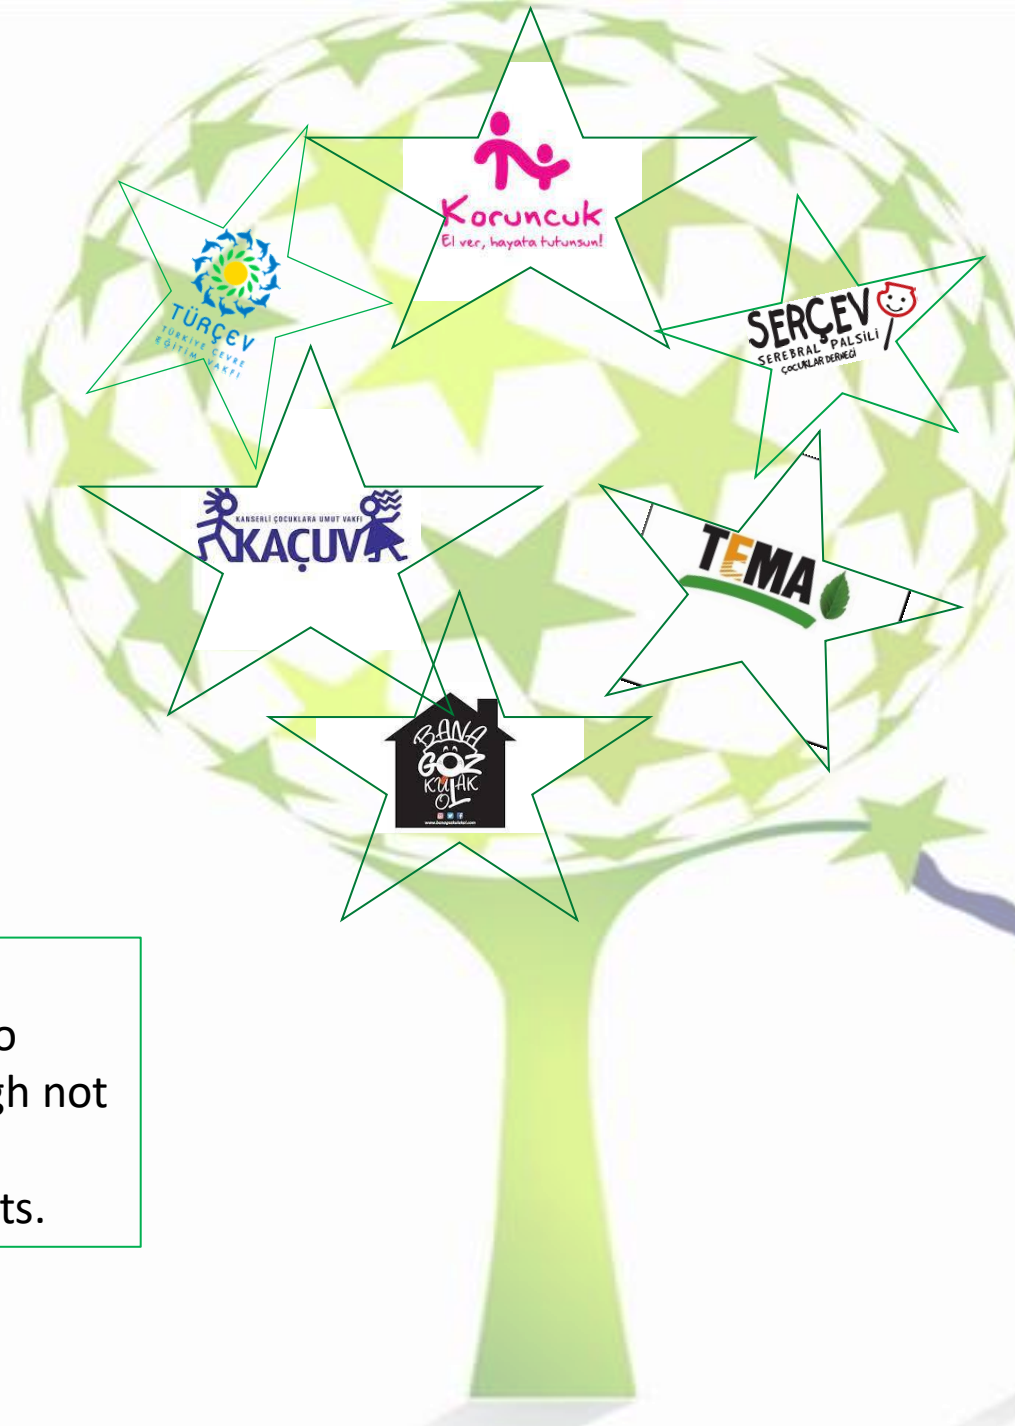 Koruncuk
El ver, hayata tutunsun!
TÜRÇEV
TÜRKİYE ÇEVRE
EĞİTİM VAKFI
SERÇEV
SEREBRAL PALSİLİ
ÇOCUKLAR DERNEĞİ
KANSERLİ ÇOCUKLARA UMUT VAKFI
KAÇUV
TEMA
BANA
GÖZ
KULAK
OL
o
gh not
ts.